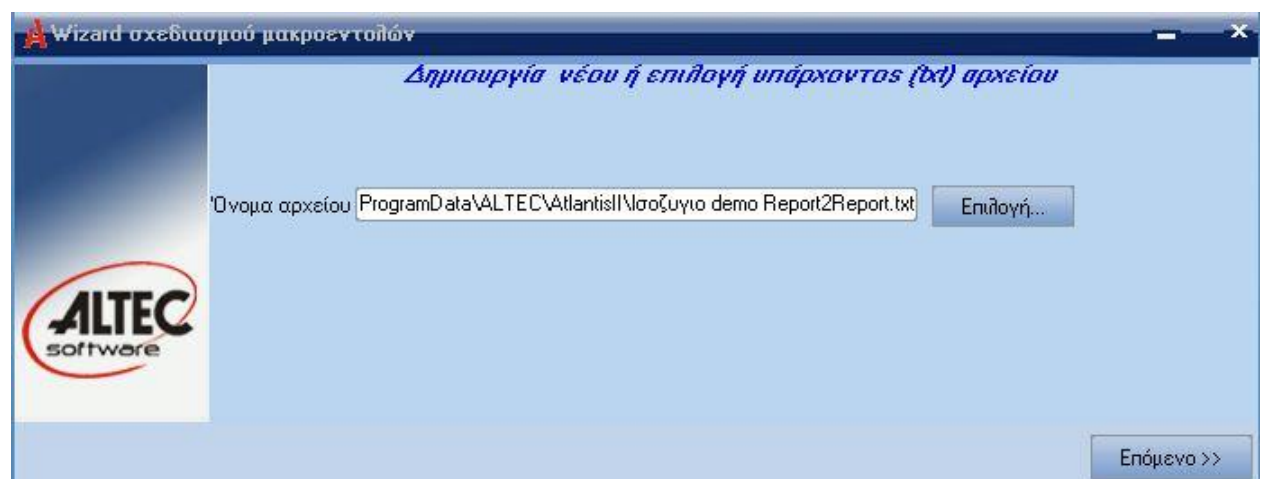 Wizard σχεδιασμού μακροεντολών
Δημιουργία νέου ή επιλογή υπάρχοντος (txt) αρχείου
Όνομα αρχείου ProgramData\ALTEC\AtlantisII\Ισοζυγιο demo Report2Report.txt Επιλογή...
ALTEC
software
Επόμενο >>